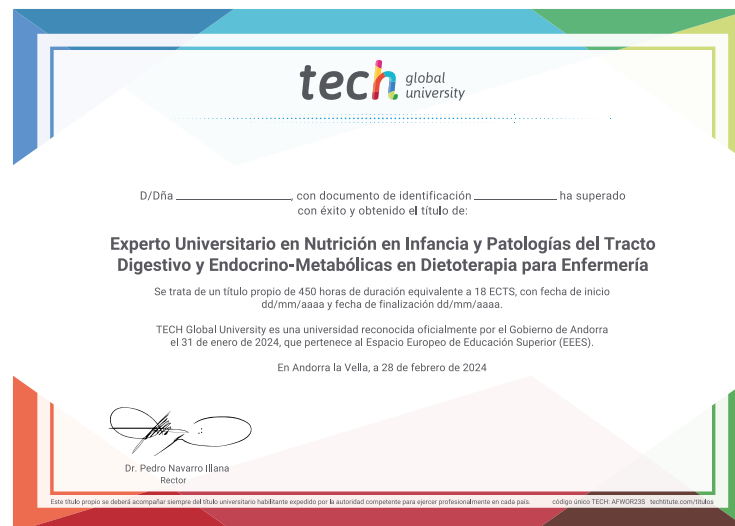 tech global university
D/Dña ______________, con documento de identificación ______________ ha superado
con éxito y obtenido el título de:
Experto Universitario en Nutrición en Infancia y Patologías del Tracto
Digestivo y Endocrino-Metabólicas en Dietoterapia para Enfermería
Se trata de un título propio de 450 horas de duración equivalente a 18 ECTS, con fecha de inicio
dd/mm/aaaa y fecha de finalización dd/mm/aaaa.
TECH Global University es una universidad reconocida oficialmente por el Gobierno de Andorra
el 31 de enero de 2024, que pertenece al Espacio Europeo de Educación Superior (EEES).
En Andorra la Vella, a 28 de febrero de 2024
Dr. Pedro Navarro Illana
Rector
Este título propio se deberá acompañar siempre del título universitario habilitante expedido por la autoridad competente para ejercer profesionalmente en cada país. código único TECH: AFWOR23S techtitute.com/titulos